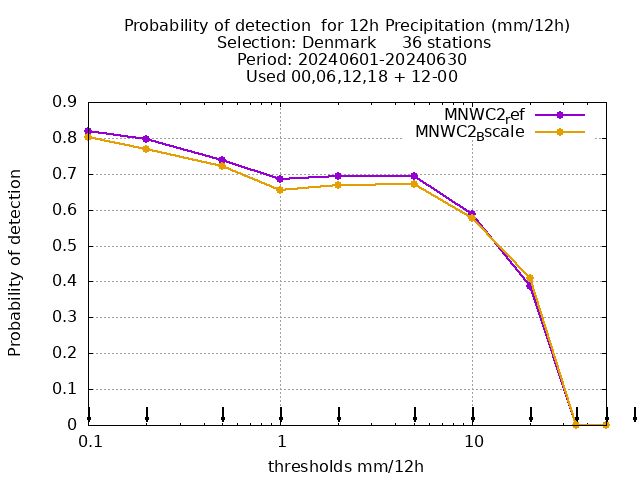 Probability of detection  for 12h Precipitation (mm/12h)
Selection: Denmark     36 stations
Period: 20240601-20240630
Used 00,06,12,18 + 12-00
MNWC2_ref
MNWC2_Bscale
0.9
0.8
0.7
0.6
0.5
0.4
0.3
0.2
0.1
0
Probability of detection
0.1 1 10
thresholds mm/12h